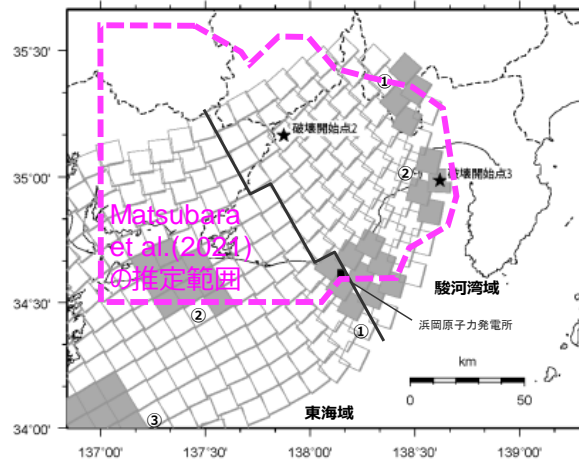 35°30'
①
破壊開始点2
35°00'
②
破壊開始点3
Matsubara
et al.(2021)
の推定範囲
駿河湾域
34°30'
②
①
浜岡原子力発電所
km
0 50
③
東海域
34°00'
137°00' 137°30' 138°00' 138°30' 139°00'